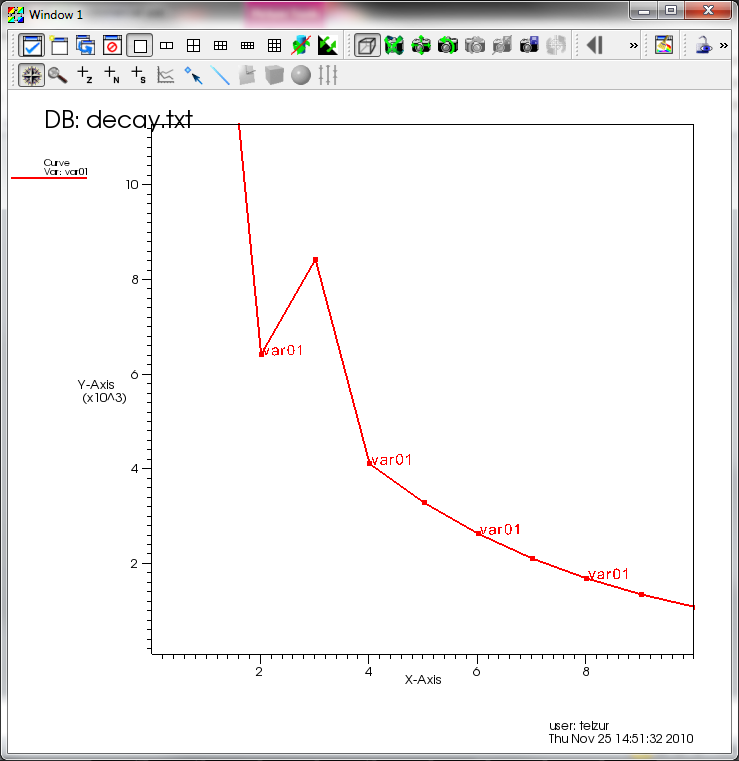 Window 1
»
»
Z
N
S
DB: decay.txt
Curve
Var: var01
10
8
6
4
2
Y-Axis
(x10^3)
var01
var01
var01
var01
2
4
6
8
X-Axis
user: telzur
Thu Nov 25 14:51:32 2010